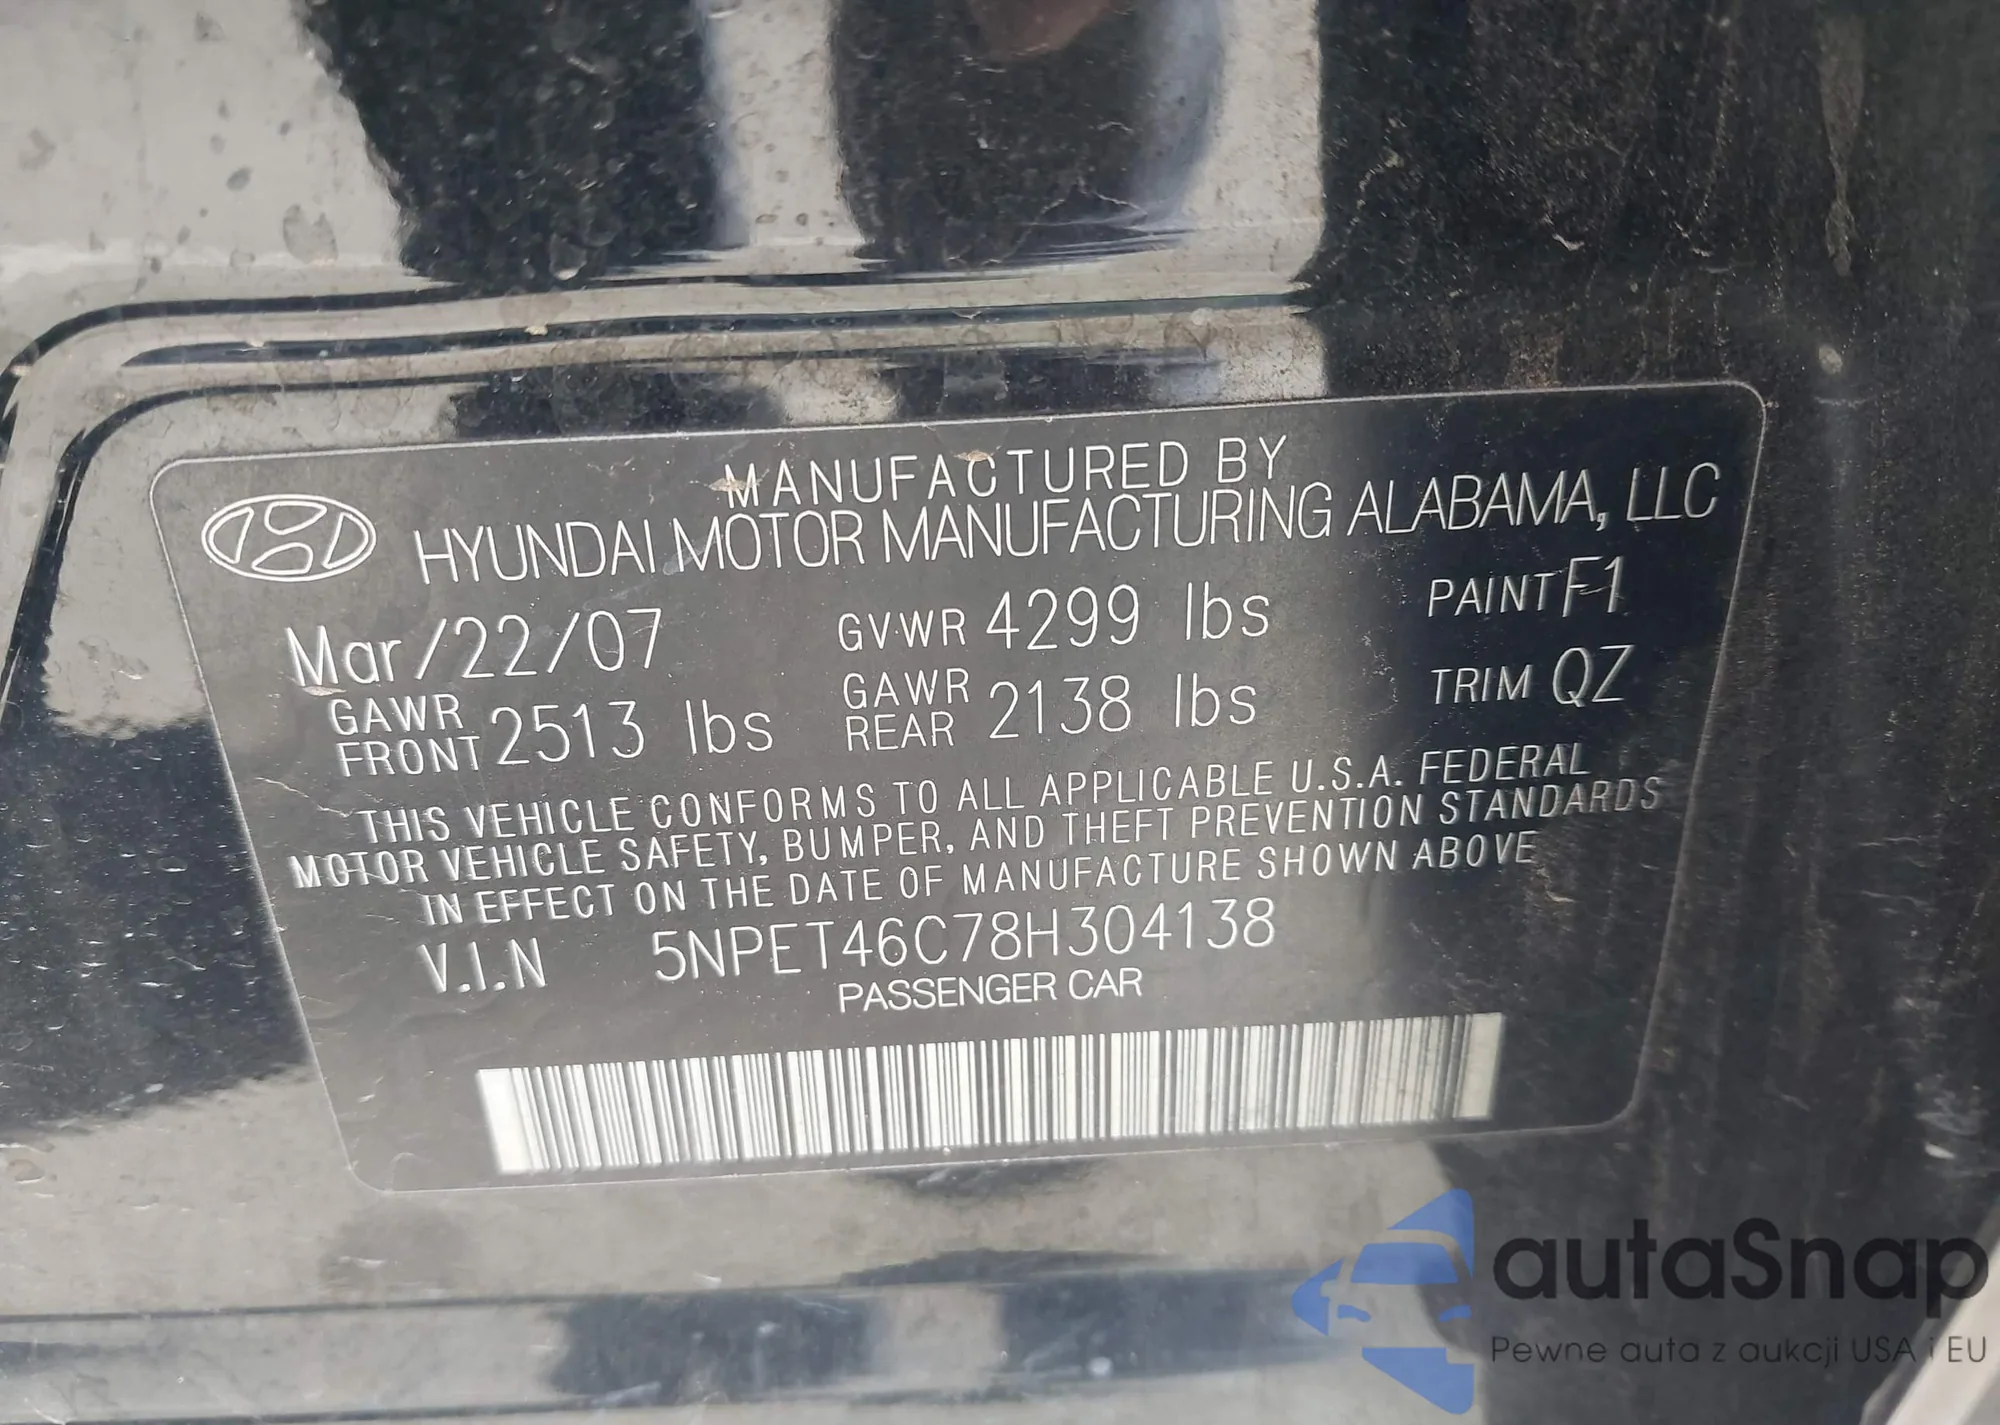 MANUFACTURED BY
HYUNDAI MOTOR MANUFACTURING ALABAMA, LLC
Mar/22/07 GVWR 4299 lbs PAINT F1
GAWR FRONT 2513 lbs GAWR REAR 2138 lbs TRIM QZ
THIS VEHICLE CONFORMS TO ALL APPLICABLE U.S.A. FEDERAL
MOTOR VEHICLE SAFETY, BUMPER, AND THEFT PREVENTION STANDARDS
IN EFFECT ON THE DATE OF MANUFACTURE SHOWN ABOVE
V.I.N 5NPET46C78H304138
PASSENGER CAR
autaSnap
Pewne auta z aukcji USA i EU